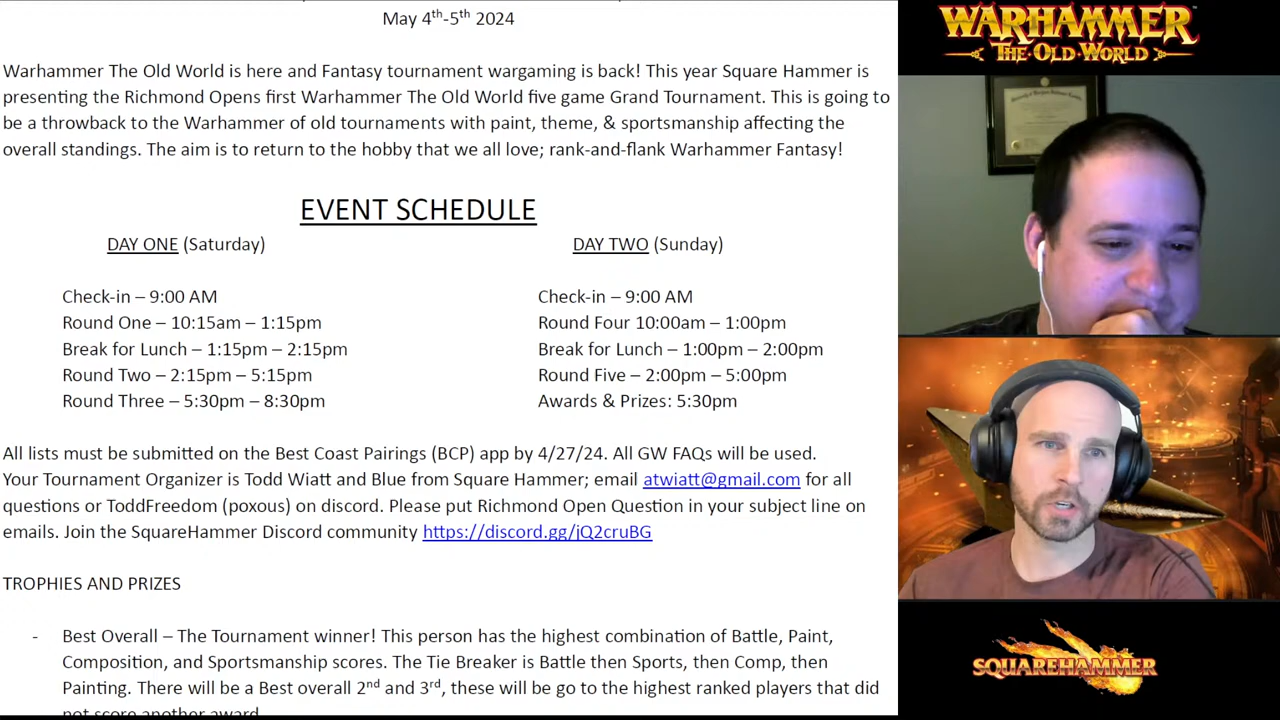 May 4th-5th 2024
Warhammer The Old World is here and Fantasy tournament wargaming is back! This year Square Hammer is
presenting the Richmond Opens first Warhammer The Old World five game Grand Tournament. This is going to
be a throwback to the Warhammer of old tournaments with paint, theme, & sportsmanship affecting the
overall standings. The aim is to return to the hobby that we all love; rank-and-flank Warhammer Fantasy!
EVENT SCHEDULE
DAY ONE (Saturday)
Check-in – 9:00 AM
Round One – 10:15am – 1:15pm
Break for Lunch – 1:15pm – 2:15pm
Round Two – 2:15pm – 5:15pm
Round Three – 5:30pm – 8:30pm
DAY TWO (Sunday)
Check-in – 9:00 AM
Round Four 10:00am – 1:00pm
Break for Lunch – 1:00pm – 2:00pm
Round Five – 2:00pm – 5:00pm
Awards & Prizes: 5:30pm
All lists must be submitted on the Best Coast Pairings (BCP) app by 4/27/24. All GW FAQs will be used.
Your Tournament Organizer is Todd Wiatt and Blue from Square Hammer; email atwiatt@gmail.com for all
questions or ToddFreedom (poxous) on discord. Please put Richmond Open Question in your subject line on
emails. Join the SquareHammer Discord community https://discord.gg/jQ2cruBG
TROPHIES AND PRIZES
- Best Overall – The Tournament winner! This person has the highest combination of Battle, Paint,
Composition, and Sportsmanship scores. The Tie Breaker is Battle then Sports, then Comp, then
Painting. There will be a Best overall 2nd and 3rd, these will be go to the highest ranked players that did
not score another award.
WARHAMMER
THE OLD WORLD
SQUAREHAMMER